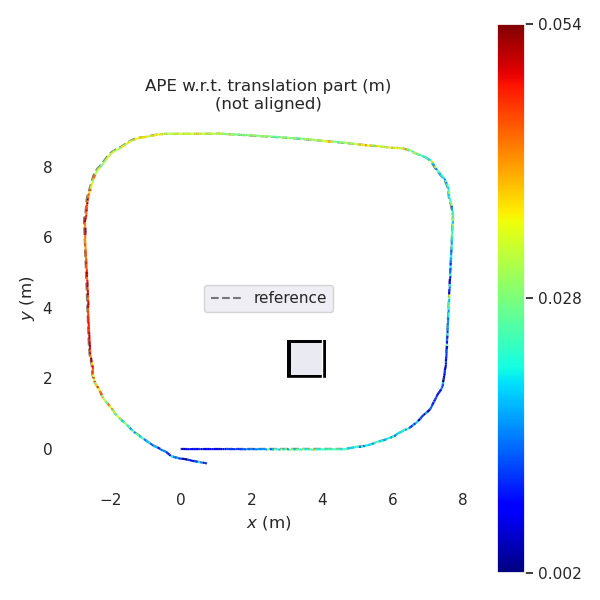 APE w.r.t. translation part (m)
(not aligned)
0.054
0.028
0.002
8
6
4
2
0
y (m)
reference
−2
0
2
4
6
8
x (m)